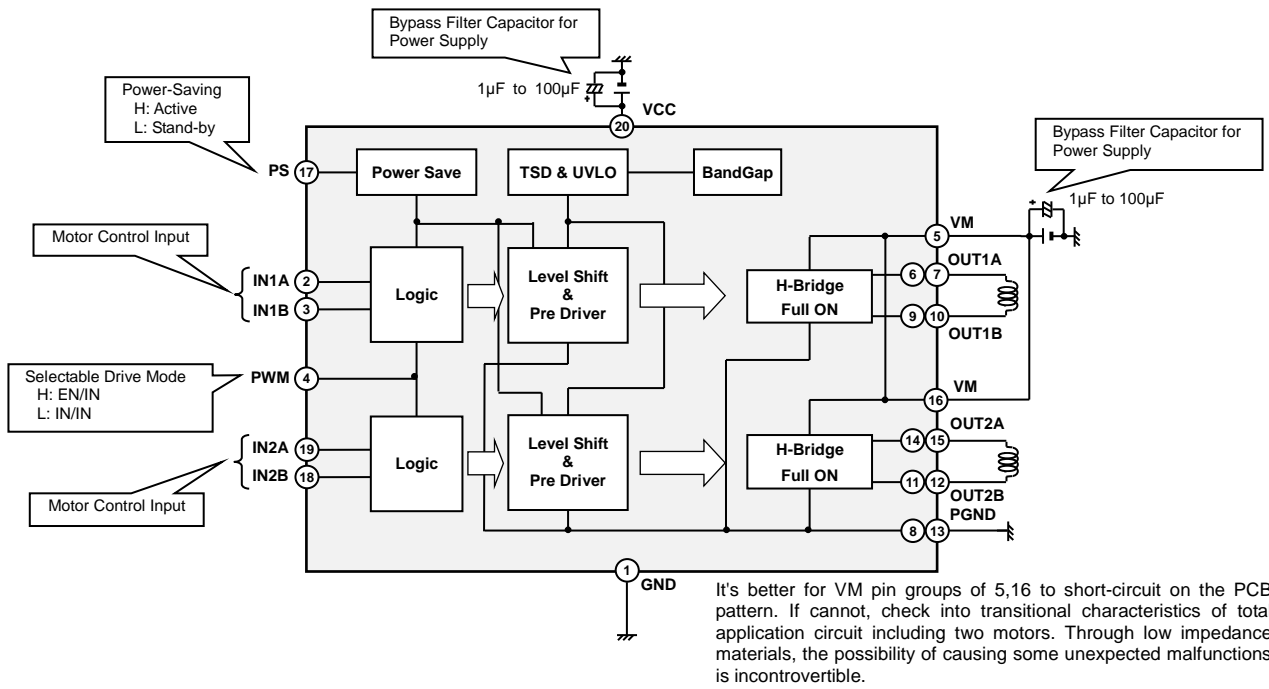 Bypass Filter Capacitor for
Power Supply
1µF to 100µF
+
VCC
20
Power-Saving
H: Active
L: Stand-by
Bypass Filter Capacitor for
Power Supply
+
1µF to 100µF
PS 17
Power Save
TSD & UVLO
BandGap
Motor Control Input
IN1A 2
IN1B 3
Logic
Level Shift
&
Pre Driver
H-Bridge
Full ON
5 VM
6 7 OUT1A
9 10 OUT1B
Selectable Drive Mode
H: EN/IN
L: IN/IN
PWM 4
IN2A 19
IN2B 18
Motor Control Input
Logic
Level Shift
&
Pre Driver
H-Bridge
Full ON
16 VM
14 15 OUT2A
11 12 OUT2B
8 13 PGND
1 GND
It's better for VM pin groups of 5,16 to short-circuit on the PCB
pattern. If cannot, check into transitional characteristics of tota
application circuit including two motors. Through low impedance
materials, the possibility of causing some unexpected malfunctions
is incontrovertible.